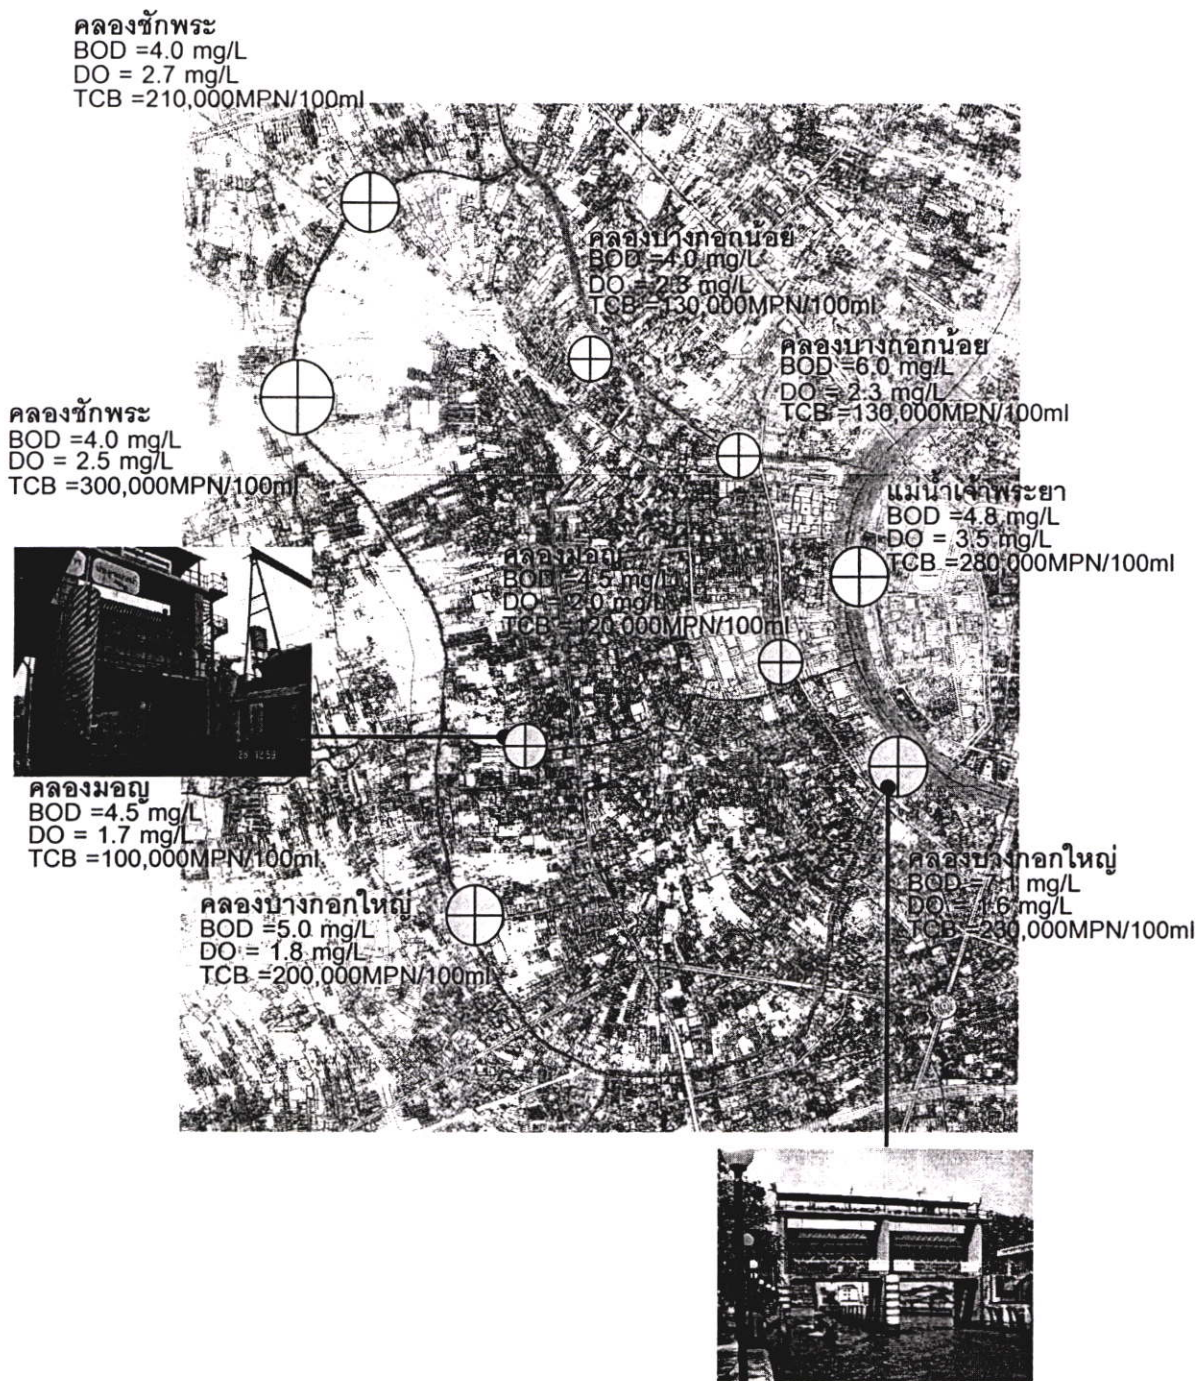 คลองชักพระ
BOD =4.0 mg/L
DO = 2.7 mg/L
TCB =210,000MPN/100ml
คลองบางกอกน้อย
BOD =4.0 mg/L
DO = 2.3 mg/L
TCB =130,000MPN/100ml
คลองบางกอกน้อย
BOD =6.0 mg/L
DO = 2.3 mg/L
TCB =130,000MPN/100ml
คลองชักพระ
BOD =4.0 mg/L
DO = 2.5 mg/L
TCB =300,000MPN/100ml
แม่น้ำเจ้าพระยา
BOD =4.8 mg/L
DO = 3.5 mg/L
TCB =280,000MPN/100ml
คลองมอญ
BOD =4.5 mg/L
DO = 2.0 mg/L
TCB =120,000MPN/100ml
คลองมอญ
BOD =4.5 mg/L
DO = 1.7 mg/L
TCB =100,000MPN/100ml
คลองบางกอกใหญ่
BOD =7.1 mg/L
DO = 1.6 mg/L
TCB =230,000MPN/100ml
คลองบางกอกใหญ่
BOD =5.0 mg/L
DO = 1.8 mg/L
TCB =200,000MPN/100ml